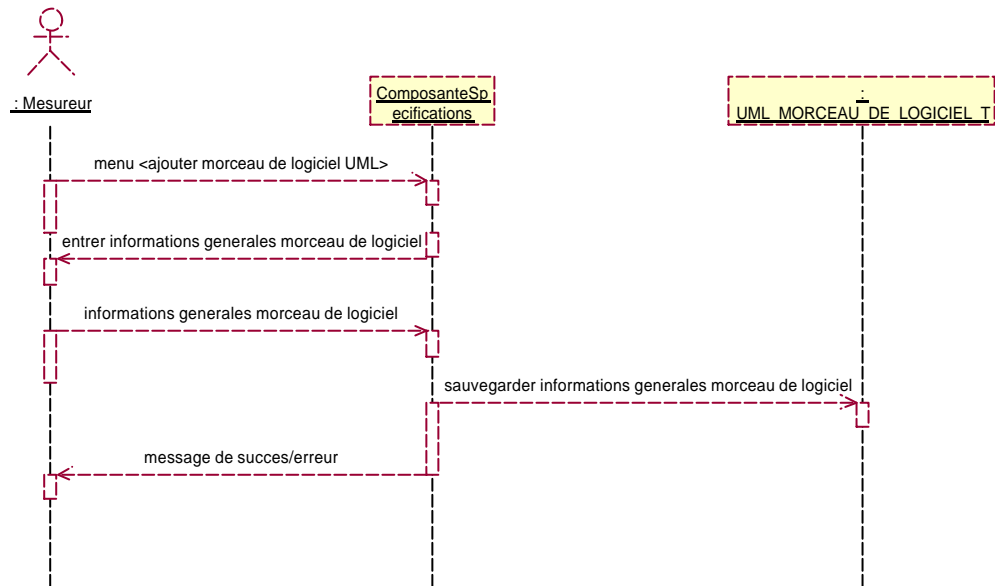 : Mesureur
ComposanteSp
ecifications
:
UML_MORCEAU_DE_LOGICIEL_T
menu <ajouter morceau de logiciel UML>
entrer informations generales morceau de logiciel
informations generales morceau de logiciel
sauvegarder informations generales morceau de logiciel
message de succes/erreur